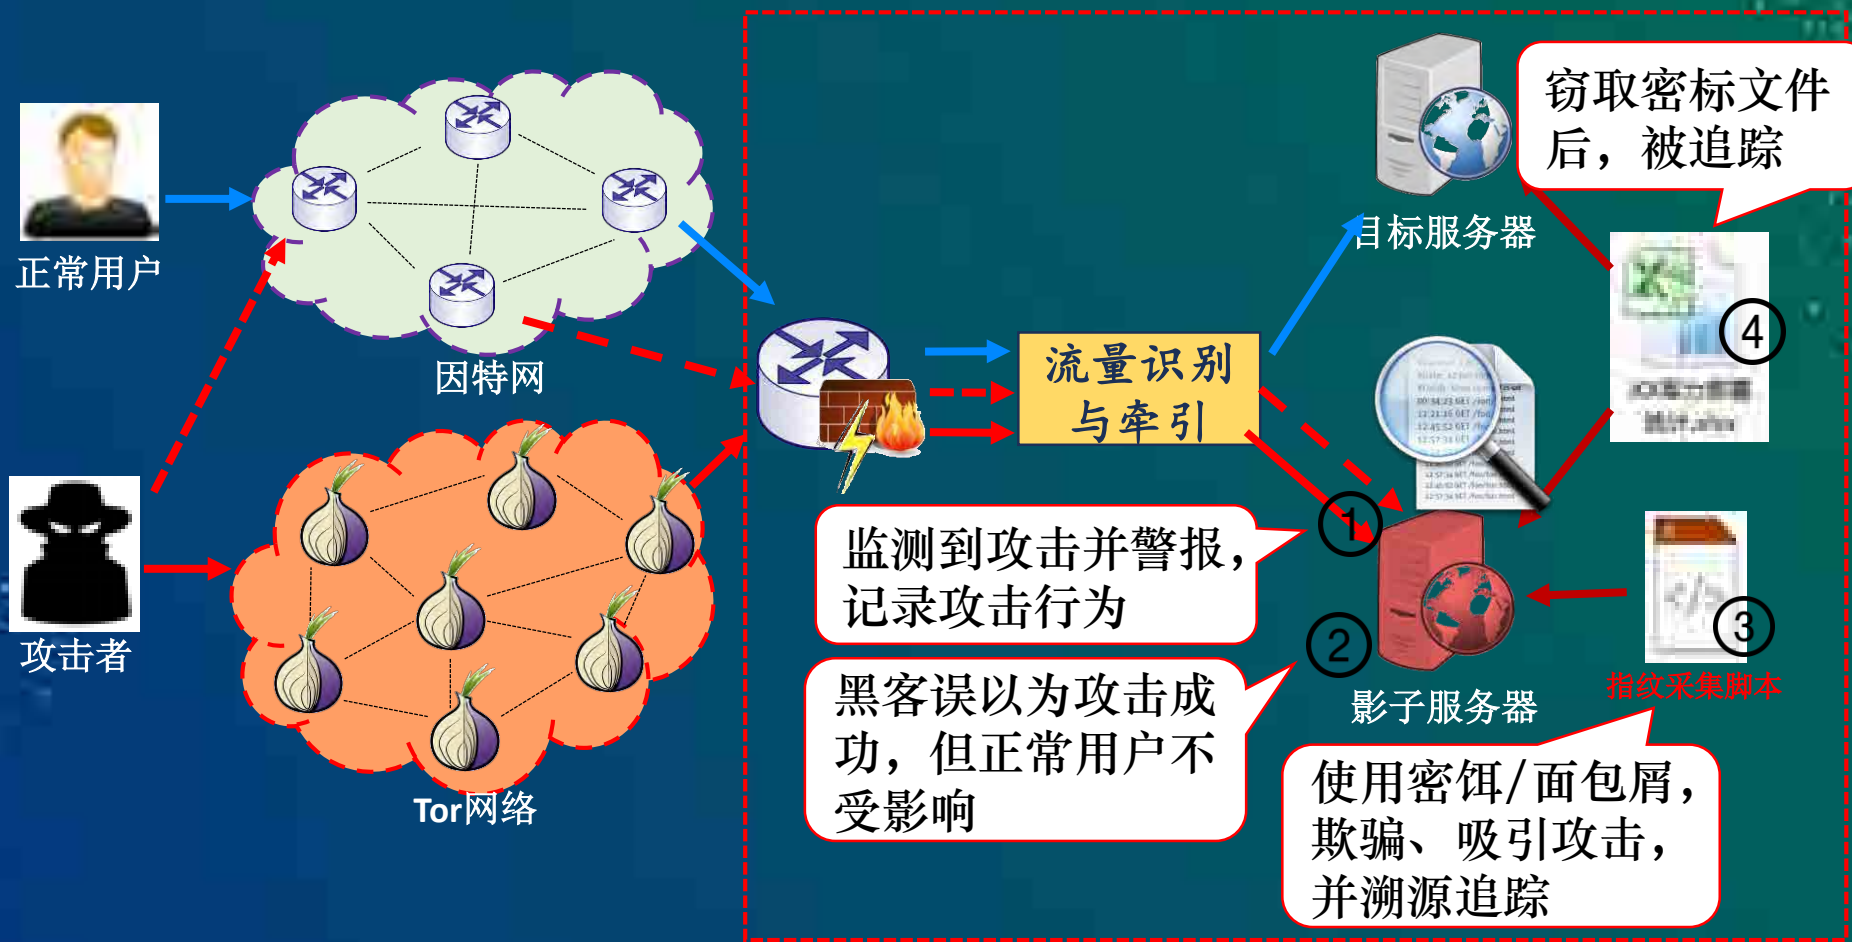 窃取密标文件
后，被追踪
正常用户
目标服务器
因特网
流量识别
与牵引
④
①
监测到攻击并警报，
记录攻击行为
攻击者
②
③
指纹采集脚本
影子服务器
黑客误以为攻击成
功，但正常用户不
受影响
Tor网络
使用密饵/面包屑，
欺骗、吸引攻击，
并溯源追踪